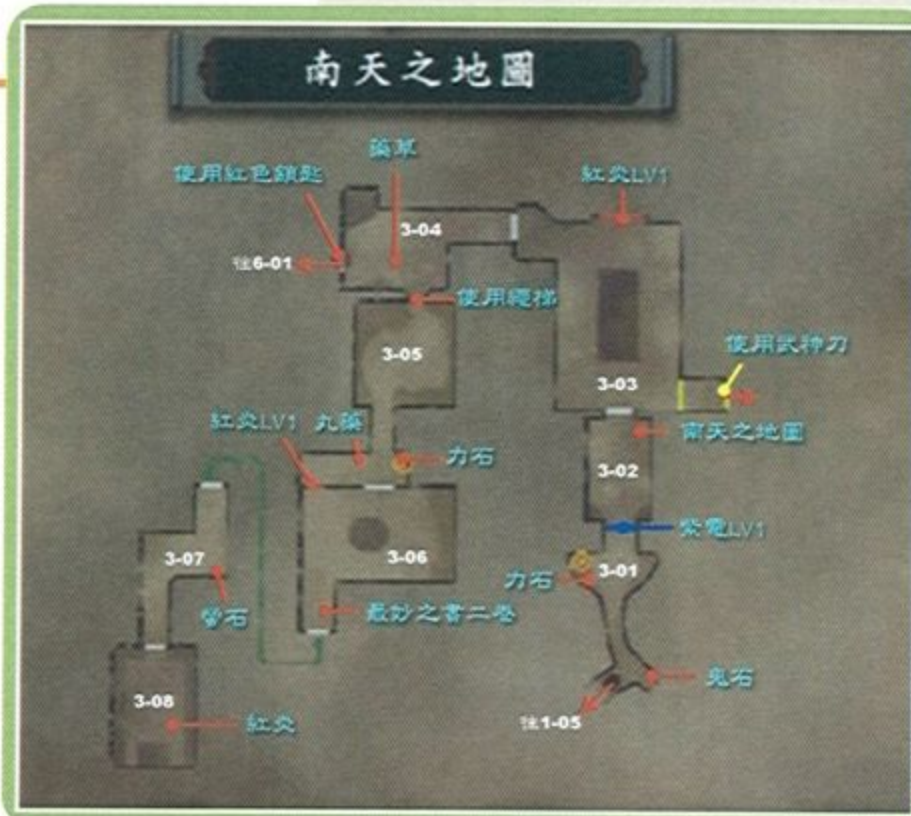 南天之地圖
藥草
使用紅色鎖匙
紅炎LV1
3-04
往6-01
使用繩梯
3-05
使用武神刀
3-03
紅炎LV1
丸藥
力石
南天之地圖
3-02
3-07
3-06
紫電LV1
3-01
力石
螢石
最妙之書二卷
3-08
紅炎
鬼石
往1-05